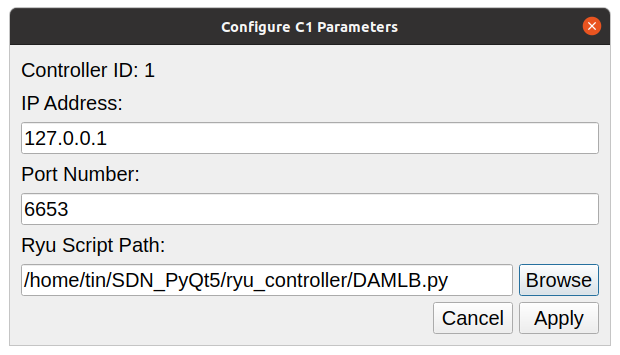 Configure C1 Parameters
Controller ID: 1
IP Address:
127.0.0.1
Port Number:
6653
Ryu Script Path:
/home/tin/SDN_PyQt5/ryu_controller/DAMLB.py Browse
Cancel Apply